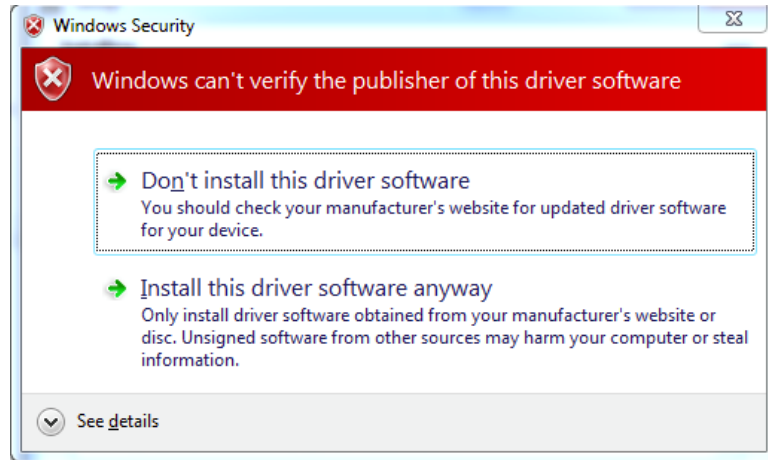 Windows Security
Windows can't verify the publisher of this driver software
Don't install this driver software
You should check your manufacturer's website for updated driver software
for your device.
Install this driver software anyway
Only install driver software obtained from your manufacturer's website or
disc. Unsigned software from other sources may harm your computer or steal
information.
See details